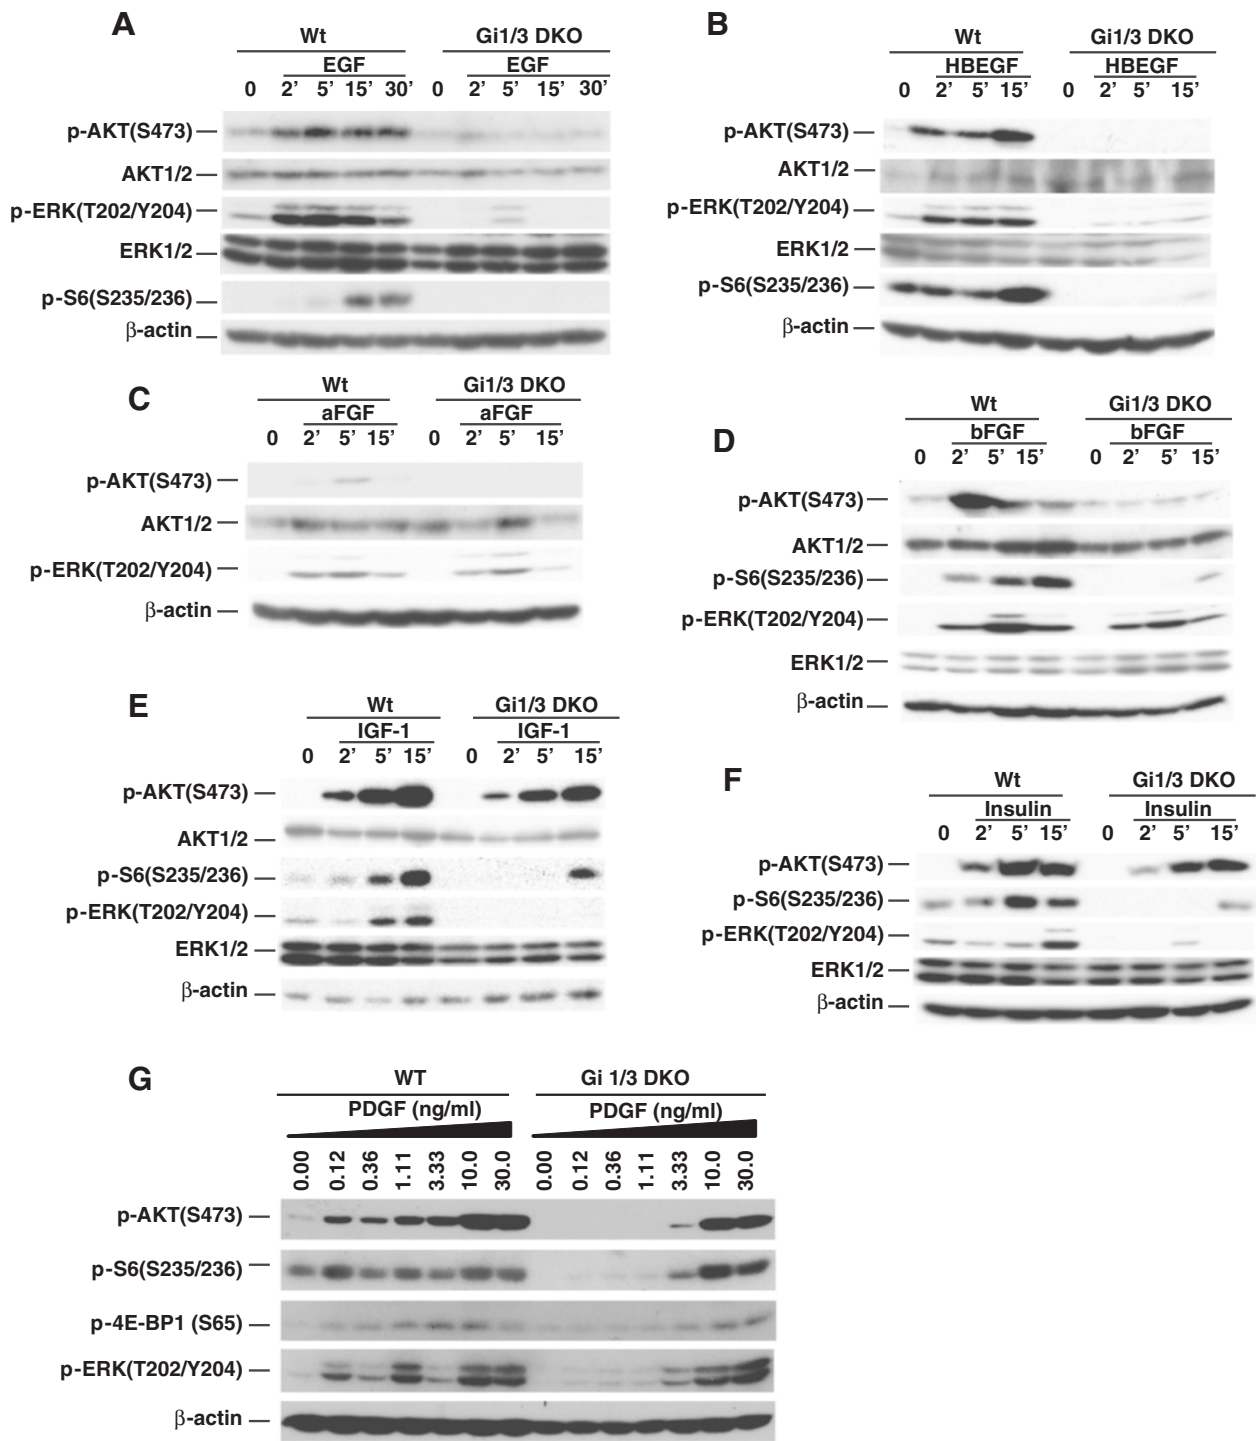 A
Wt Gi1/3 DKO
EGF EGF
0 2’ 5’ 15’ 30’ 0 2’ 5’ 15’ 30’
p-AKT(S473)
AKT1/2
p-ERK(T202/Y204)
ERK1/2
p-S6(S235/236)
β-actin
B
Wt Gi1/3 DKO
HBEGF HBEGF
0 2’ 5’ 15’ 0 2’ 5’ 15’
p-AKT(S473)
AKT1/2
p-ERK(T202/Y204)
ERK1/2
p-S6(S235/236)
β-actin
C
Wt Gi1/3 DKO
aFGF aFGF
0 2’ 5’ 15’ 0 2’ 5’ 15’
p-AKT(S473)
AKT1/2
p-ERK(T202/Y204)
β-actin
D
Wt Gi1/3 DKO
bFGF bFGF
0 2’ 5’ 15’ 0 2’ 5’ 15’
p-AKT(S473)
AKT1/2
p-S6(S235/236)
p-ERK(T202/Y204)
ERK1/2
β-actin
E
Wt Gi1/3 DKO
IGF-1 IGF-1
0 2’ 5’ 15’ 0 2’ 5’ 15’
p-AKT(S473)
AKT1/2
p-S6(S235/236)
p-ERK(T202/Y204)
ERK1/2
β-actin
F
Wt Gi1/3 DKO
Insulin Insulin
0 2’ 5’ 15’ 0 2’ 5’ 15’
p-AKT(S473)
p-S6(S235/236)
p-ERK(T202/Y204)
ERK1/2
β-actin
G
WT Gi 1/3 DKO
PDGF (ng/ml) PDGF (ng/ml)
0.00 0.12 0.36 1.11 3.33 10.0 30.0 0.00 0.12 0.36 1.11 3.33 10.0 30.0
p-AKT(S473)
p-S6(S235/236)
p-4E-BP1 (S65)
p-ERK(T202/Y204)
β-actin